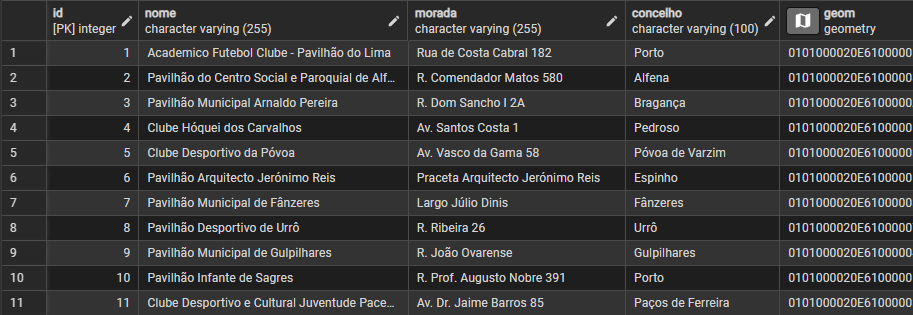 id nome morada concelho geom
[PK] integer character varying (255) character varying (255) character varying (100) geometry
1 1 Academico Futebol Clube - Pavilhão do Lima Rua de Costa Cabral 182 Porto 0101000020E6100000
2 2 Pavilhão do Centro Social e Paroquial de Alf... R. Comendador Matos 580 Alfena 0101000020E6100000
3 3 Pavilhão Municipal Arnaldo Pereira R. Dom Sancho I 2A Bragança 0101000020E6100000
4 4 Clube Hóquei dos Carvalhos Av. Santos Costa 1 Pedroso 0101000020E6100000
5 5 Clube Desportivo da Póvoa Av. Vasco da Gama 58 Póvoa de Varzim 0101000020E6100000
6 6 Pavilhão Arquitecto Jerónimo Reis Praceta Arquitecto Jerónimo Reis Espinho 0101000020E6100000
7 7 Pavilhão Municipal de Fânzeres Largo Júlio Dinis Fânzeres 0101000020E6100000
8 8 Pavilhão Desportivo de Urrô R. Ribeira 26 Urrô 0101000020E6100000
9 9 Pavilhão Municipal de Gulpilhares R. João Ovarense Gulpilhares 0101000020E6100000
10 10 Pavilhão Infante de Sagres R. Prof. Augusto Nobre 391 Porto 0101000020E6100000
11 11 Clube Desportivo e Cultural Juventude Pace... Av. Dr. Jaime Barros 85 Paços de Ferreira 0101000020E6100000